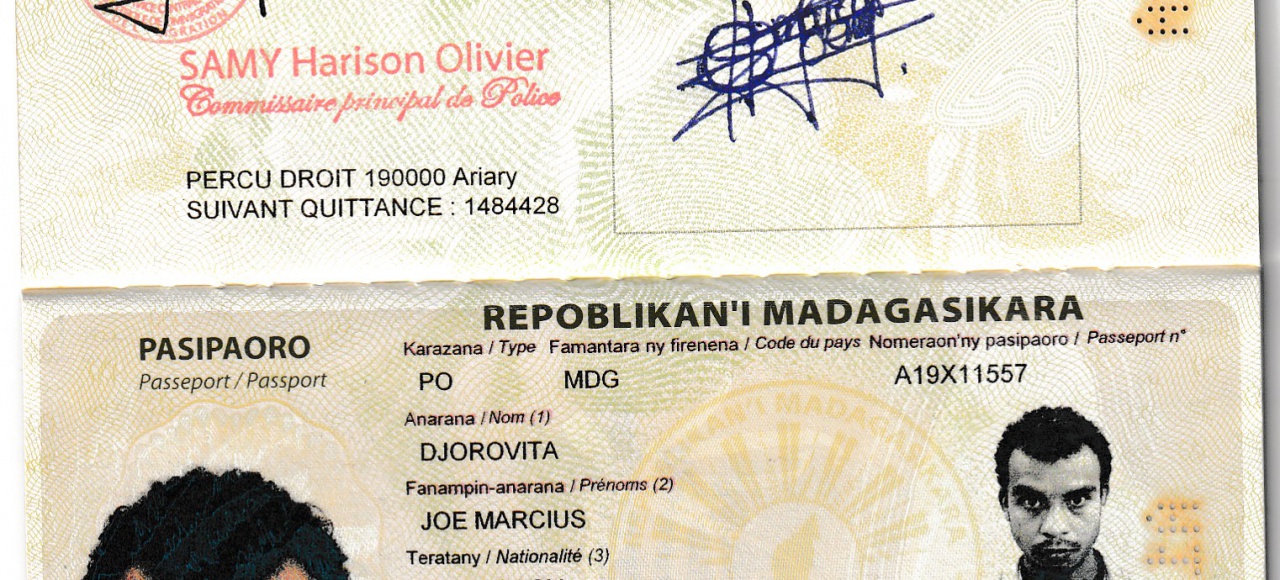 SAMY Harison Olivier
Commissaire principal de Police
PERCU DROIT 190000 Ariary
SUIVANT QUITTANCE : 1484428
REPOBLIKAN'I MADAGASIKARA
PASIPAORO
Passeport / Passport
Karazana / Type Famantara ny firenena / Code du pays Nomeraon'ny pasipaoro / Passeport n°
PO MDG A19X11557
Anarana / Nom (1)
DJOROVITA
Fanampin-anarana / Prénoms (2)
JOE MARCIUS
Teratany / Nationalité (3)